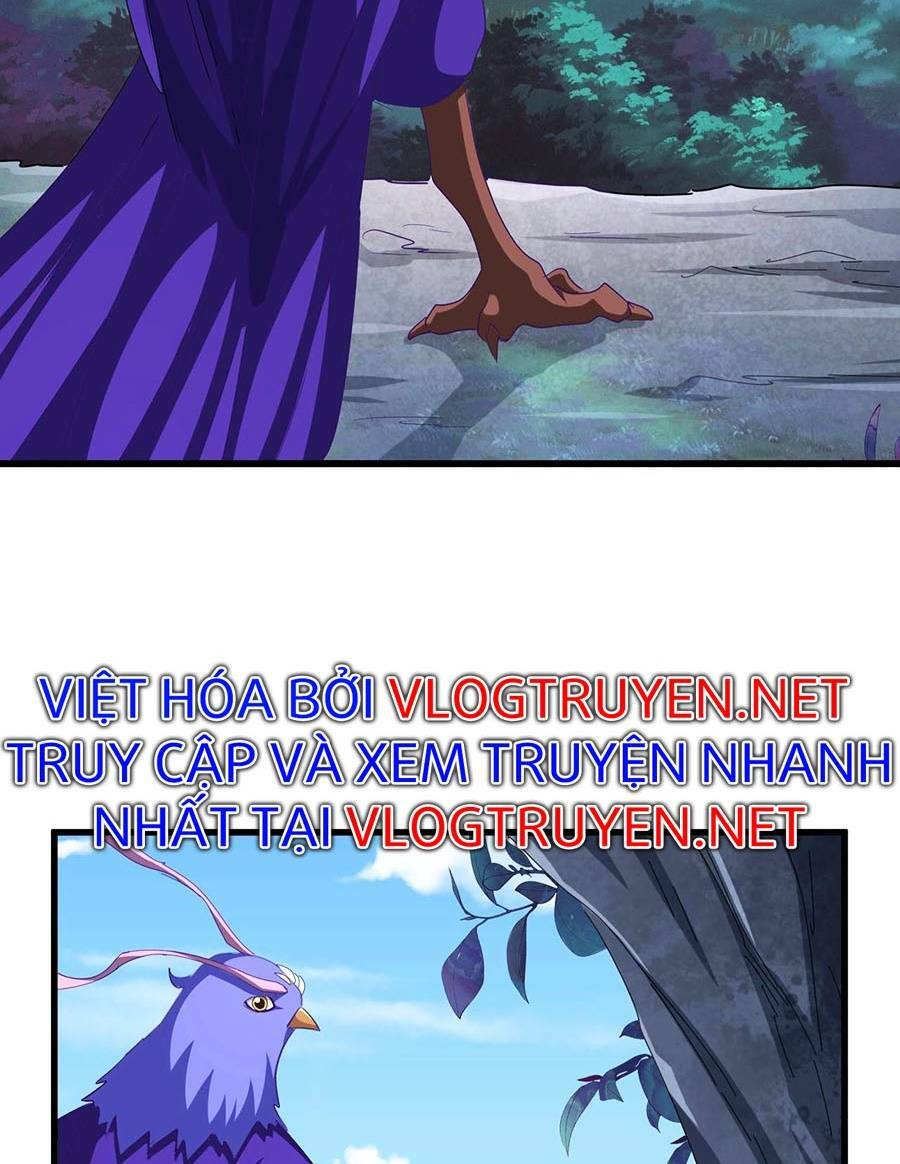 VIỆT HÓA BỞI VLOGTRUYEN.NET
TRUY CẬP VÀ XEM TRUYỆN NHANH
NHẤT TẠI VLOGTRUYEN.NET